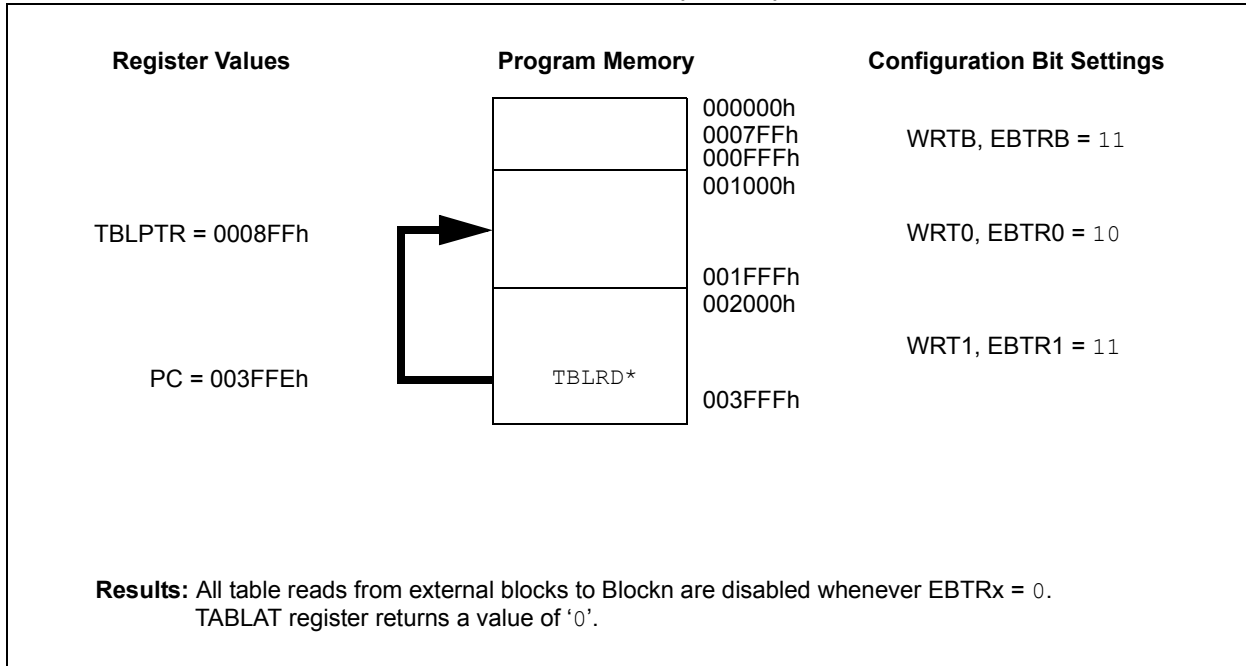 Register Values Program Memory Configuration Bit Settings
000000h
0007FFh
WRTB, EBTRB = 11
000FFFh
001000h
TBLPTR = 0008FFh
WRT0, EBTR0 = 10
001FFFh
002000h
WRT1, EBTR1 = 11
PC = 003FFEh
TBLRD*
003FFFh
Results: All table reads from external blocks to Blockn are disabled whenever EBTRx = 0.
TABLAT register returns a value of ‘0’.